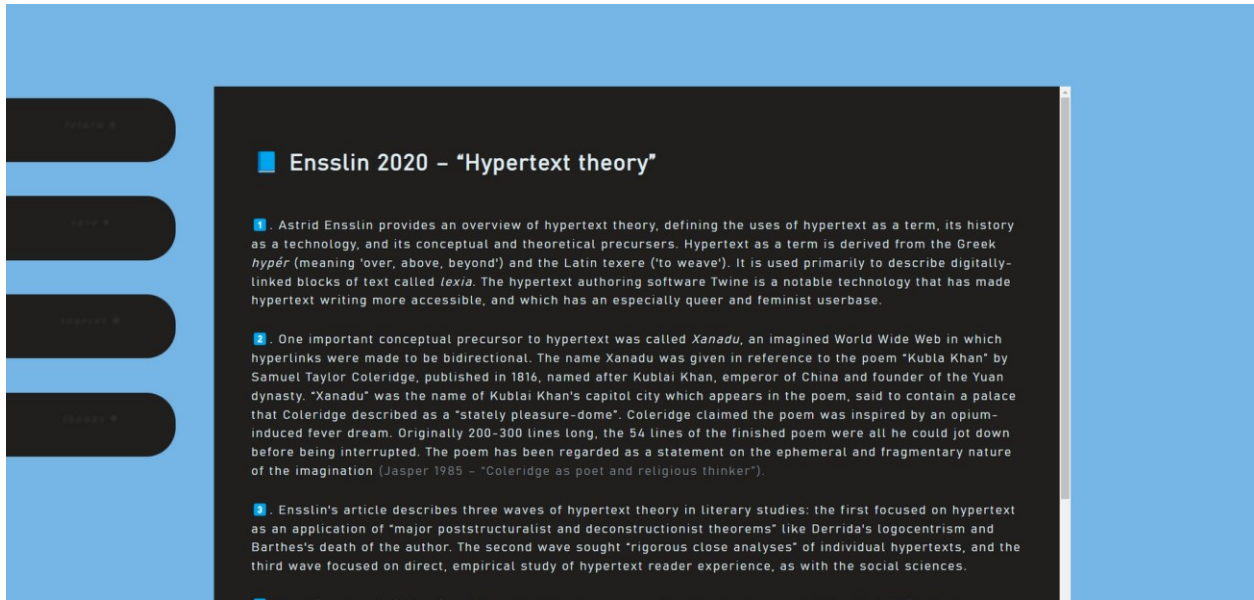 📘 Ensslin 2020 – “Hypertext theory”
1. Astrid Ensslin provides an overview of hypertext theory, defining the uses of hypertext as a term, its history
as a technology, and its conceptual and theoretical precursers. Hypertext as a term is derived from the Greek
hypér (meaning 'over, above, beyond') and the Latin texere ('to weave'). It is used primarily to describe digitally-
linked blocks of text called lexia. The hypertext authoring software Twine is a notable technology that has made
hypertext writing more accessible, and which has an especially queer and feminist userbase.
2. One important conceptual precursor to hypertext was called Xanadu, an imagined World Wide Web in which
hyperlinks were made to be bidirectional. The name Xanadu was given in reference to the poem “Kubla Khan” by
Samuel Taylor Coleridge, published in 1816, named after Kublai Khan, emperor of China and founder of the Yuan
dynasty. “Xanadu” was the name of Kublai Khan's capitol city which appears in the poem, said to contain a palace
that Coleridge described as a “stately pleasure-dome”. Coleridge claimed the poem was inspired by an opium-
induced fever dream. Originally 200-300 lines long, the 54 lines of the finished poem were all he could jot down
before being interrupted. The poem has been regarded as a statement on the ephemeral and fragmentary nature
of the imagination (Jasper 1985 – “Coleridge as poet and religious thinker”).
3. Ensslin's article describes three waves of hypertext theory in literary studies: the first focused on hypertext
as an application of “major poststructuralist and deconstructionist theorems” like Derrida's logocentrism and
Barthes's death of the author. The second wave sought “rigorous close analyses” of individual hypertexts, and the
third wave focused on direct, empirical study of hypertext reader experience, as with the social sciences.